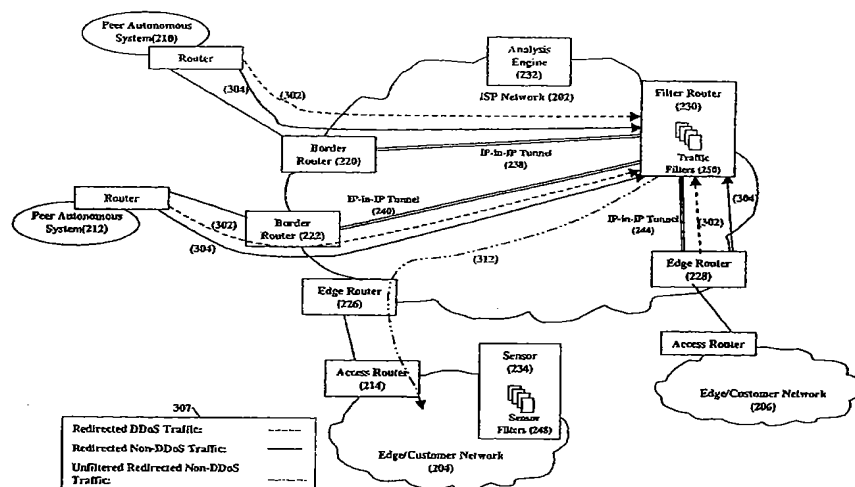 Peer Autonomous
System(210)
Router
(304)
(302)
Analysis
Engine
(232)
ISP Network (202)
Filter Router
(230)
Traffic
Filters (250)
Border
Router (220)
IP-in-IP Tunnel
(238)
Router
Peer Autonomous
System(212)
(302)
(304)
Border
Router (222)
IP-in-IP Tunnel
(240)
(312)
IP-in-IP Tunnel
(244)
(302)
(304)
Edge Router
(226)
Edge Router
(228)
Access Router
(214)
Sensor
(234)
Sensor
Filters (248)
Edge/Customer Network
(204)
Access Router
Edge/Customer Network
(206)
307
Redirected DDoS Traffic:
Redirected Non-DDoS Traffic:
Unfiltered Redirected Non-DDoS
Traffic: